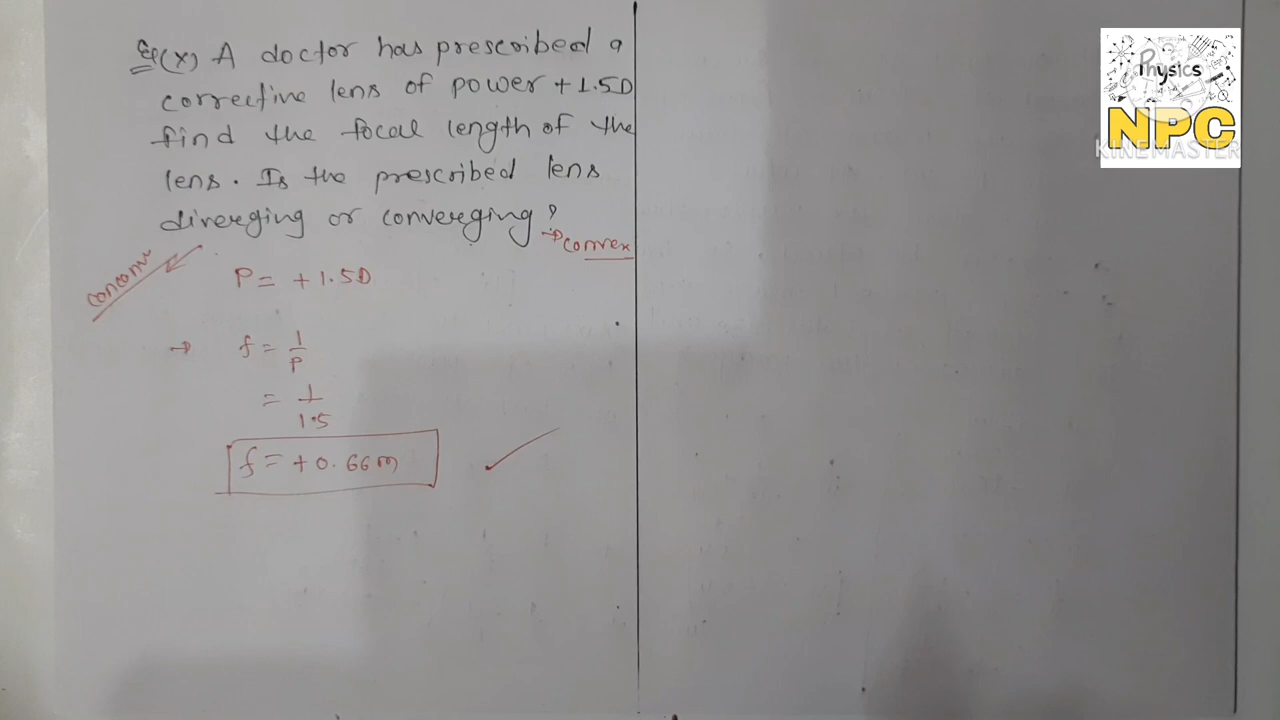 Ex(x) A doctor has prescribed a
corrective lens of power +1.5D
find the focal length of the
lens. Is the prescribed lens
diverging or converging?
→ convex
concave
P = +1.5D
→ f = 1/P
= 1/1.5
f = +0.66m
Physics
NPC
KINEMASTER